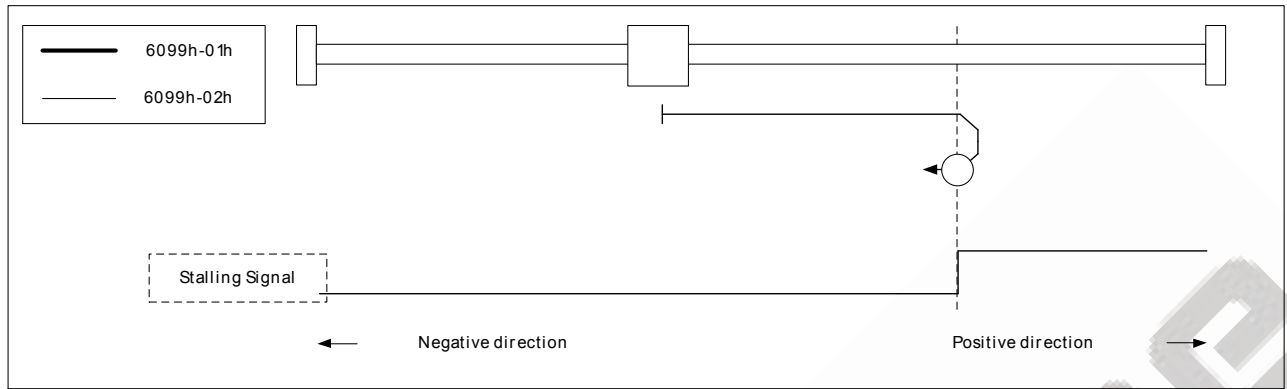 6099h-01h
6099h-02h
Stalling Signal
Negative direction
Positive direction